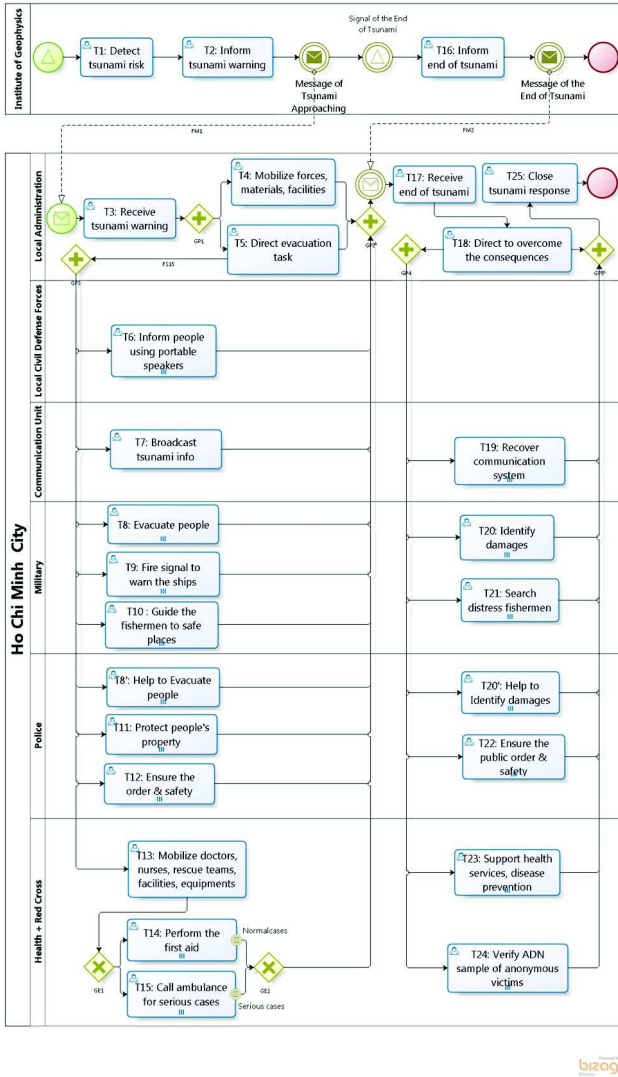 Institute of Geophysics
T1: Detect
tsunami risk
T2: Inform
tsunami warning
Message of
Tsunami
Approaching
Signal of the End
of Tsunami
T16: Inform
end of tsunami
Message of the
End of Tsunami
FM1
FM2
Ho Chi Minh City
Local Administration
T3: Receive
tsunami warning
GP1
T4: Mobilize forces,
materials, facilities
T5: Direct evacuation
task
GP2
FS15
GP3
T17: Receive
end of tsunami
T25: Close
tsunami response
GP4
T18: Direct to overcome
the consequences
GP5
Local Civil Defense Forces
T6: Inform people
using portable
speakers
Communication Unit
T7: Broadcast
tsunami info
T19: Recover
communication
system
Military
T8: Evacuate people
T9: Fire signal to
warn the ships
T10 : Guide the
fishermen to safe
places
T20: Identify
damages
T21: Search
distress fishermen
Police
T8': Help to Evacuate
people
T11: Protect people's
property
T12: Ensure the
order & safety
T20': Help to
Identify damages
T22: Ensure the
public order &
safety
Health + Red Cross
T13: Mobilize doctors,
nurses, rescue teams,
facilities, equipments
GE1
T14: Perform the
first aid
Normalcases
T15: Call ambulance
for serious cases
Serious cases
GE2
T23: Support health
services, disease
prevention
T24: Verify ADN
sample of anonymous
victims
Powered by
bizagi
Modeler